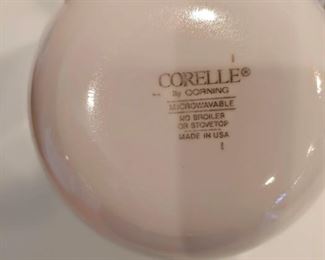 CORELLE®
By CORNING
MICROWAVABLE
NO BROILER
OR STOVETOP
MADE IN USA